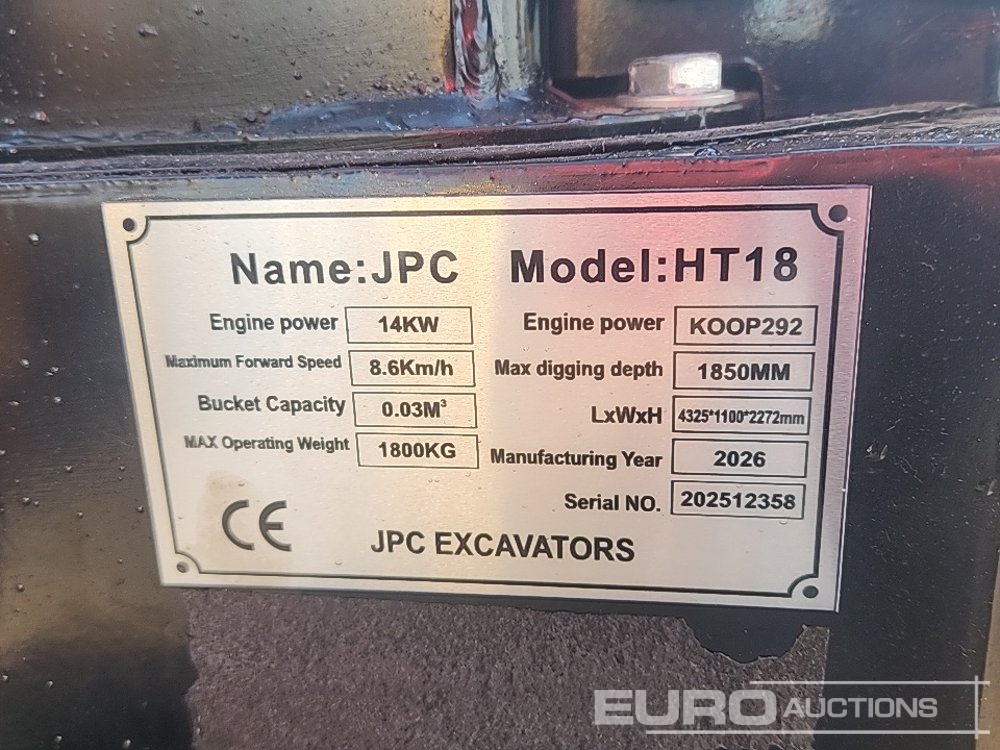 Name:JPC Model:HT18
Engine power 14KW Engine power KOOP292
Maximum Forward Speed 8.6Km/h Max digging depth 1850MM
Bucket Capacity 0.03M³ LxWxH 4325*1100*2272mm
MAX Operating Weight 1800KG Manufacturing Year 2026
Serial NO. 202512358
CE JPC EXCAVATORS
EURO AUCTIONS